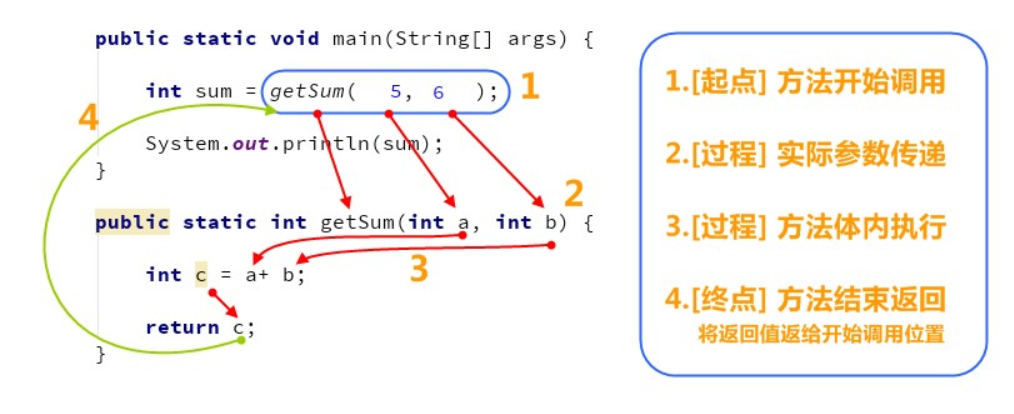 public static void main(String[] args) {
int sum = getSum( 5, 6 ); 1
4
System.out.println(sum);
}
2
public static int getSum(int a, int b) {
3
int c = a+ b;
return c;
}
1.[起点] 方法开始调用
2.[过程] 实际参数传递
3.[过程] 方法体内执行
4.[终点] 方法结束返回
将返回值返给开始调用位置